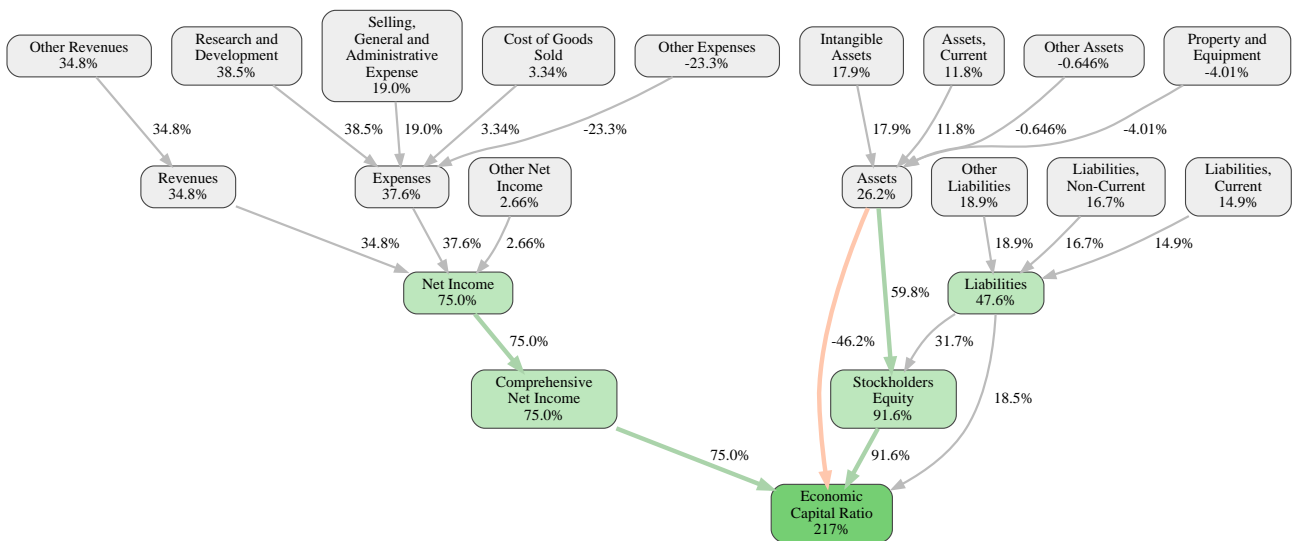 Other Revenues
34.8%
Research and
Development
38.5%
Selling,
General and
Administrative
Expense
19.0%
Cost of Goods
Sold
3.34%
Other Expenses
-23.3%
Intangible
Assets
17.9%
Assets,
Current
11.8%
Other Assets
-0.646%
Property and
Equipment
-4.01%
34.8%
38.5%
19.0%
3.34%
-23.3%
17.9%
11.8%
-0.646%
-4.01%
Revenues
34.8%
Expenses
37.6%
Other Net
Income
2.66%
Assets
26.2%
Other
Liabilities
18.9%
Liabilities,
Non-Current
16.7%
Liabilities,
Current
14.9%
34.8%
37.6%
2.66%
18.9%
16.7%
14.9%
Net Income
75.0%
59.8%
Liabilities
47.6%
75.0%
-46.2%
31.7%
Comprehensive
Net Income
75.0%
Stockholders
Equity
91.6%
18.5%
75.0%
91.6%
Economic
Capital Ratio
217%